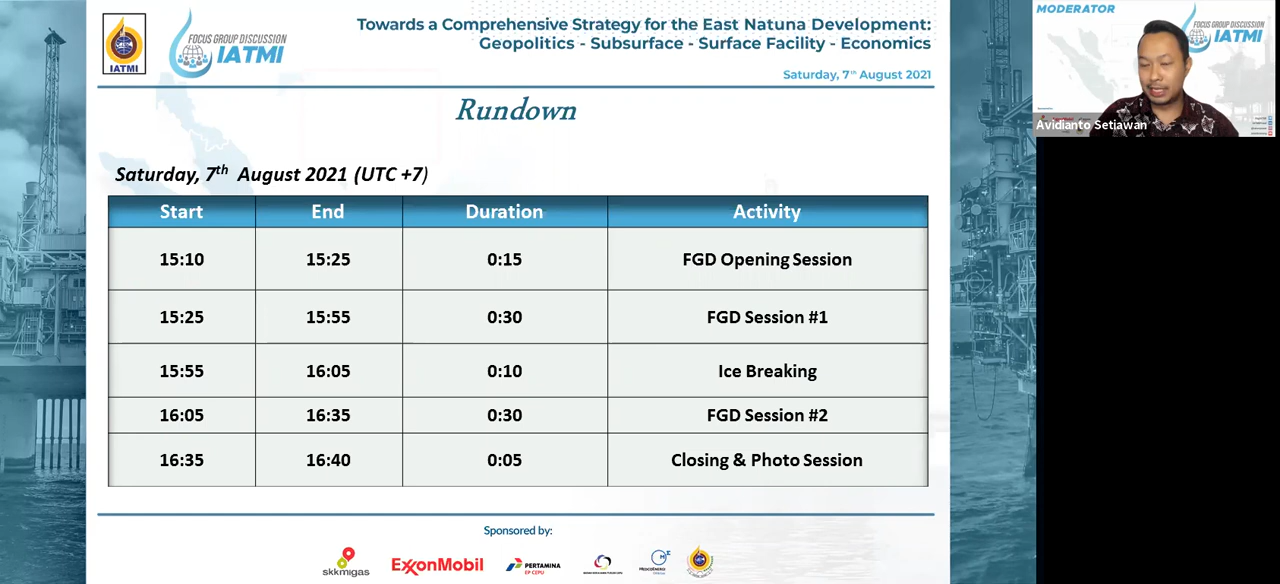 IATMI
FOCUS GROUP DISCUSSION
IATMI
Towards a Comprehensive Strategy for the East Natuna Development:
Geopolitics - Subsurface - Surface Facility - Economics
Saturday, 7th August 2021
MODERATOR
FOCUS GROUP DISCUSSION
IATMI
Avidianto Setiawan
Rundown
Saturday, 7th August 2021 (UTC +7)
Start End Duration Activity
15:10 15:25 0:15 FGD Opening Session
15:25 15:55 0:30 FGD Session #1
15:55 16:05 0:10 Ice Breaking
16:05 16:35 0:30 FGD Session #2
16:35 16:40 0:05 Closing & Photo Session
Sponsored by:
skkmigas
ExxonMobil
PERTAMINA
EP CEPU